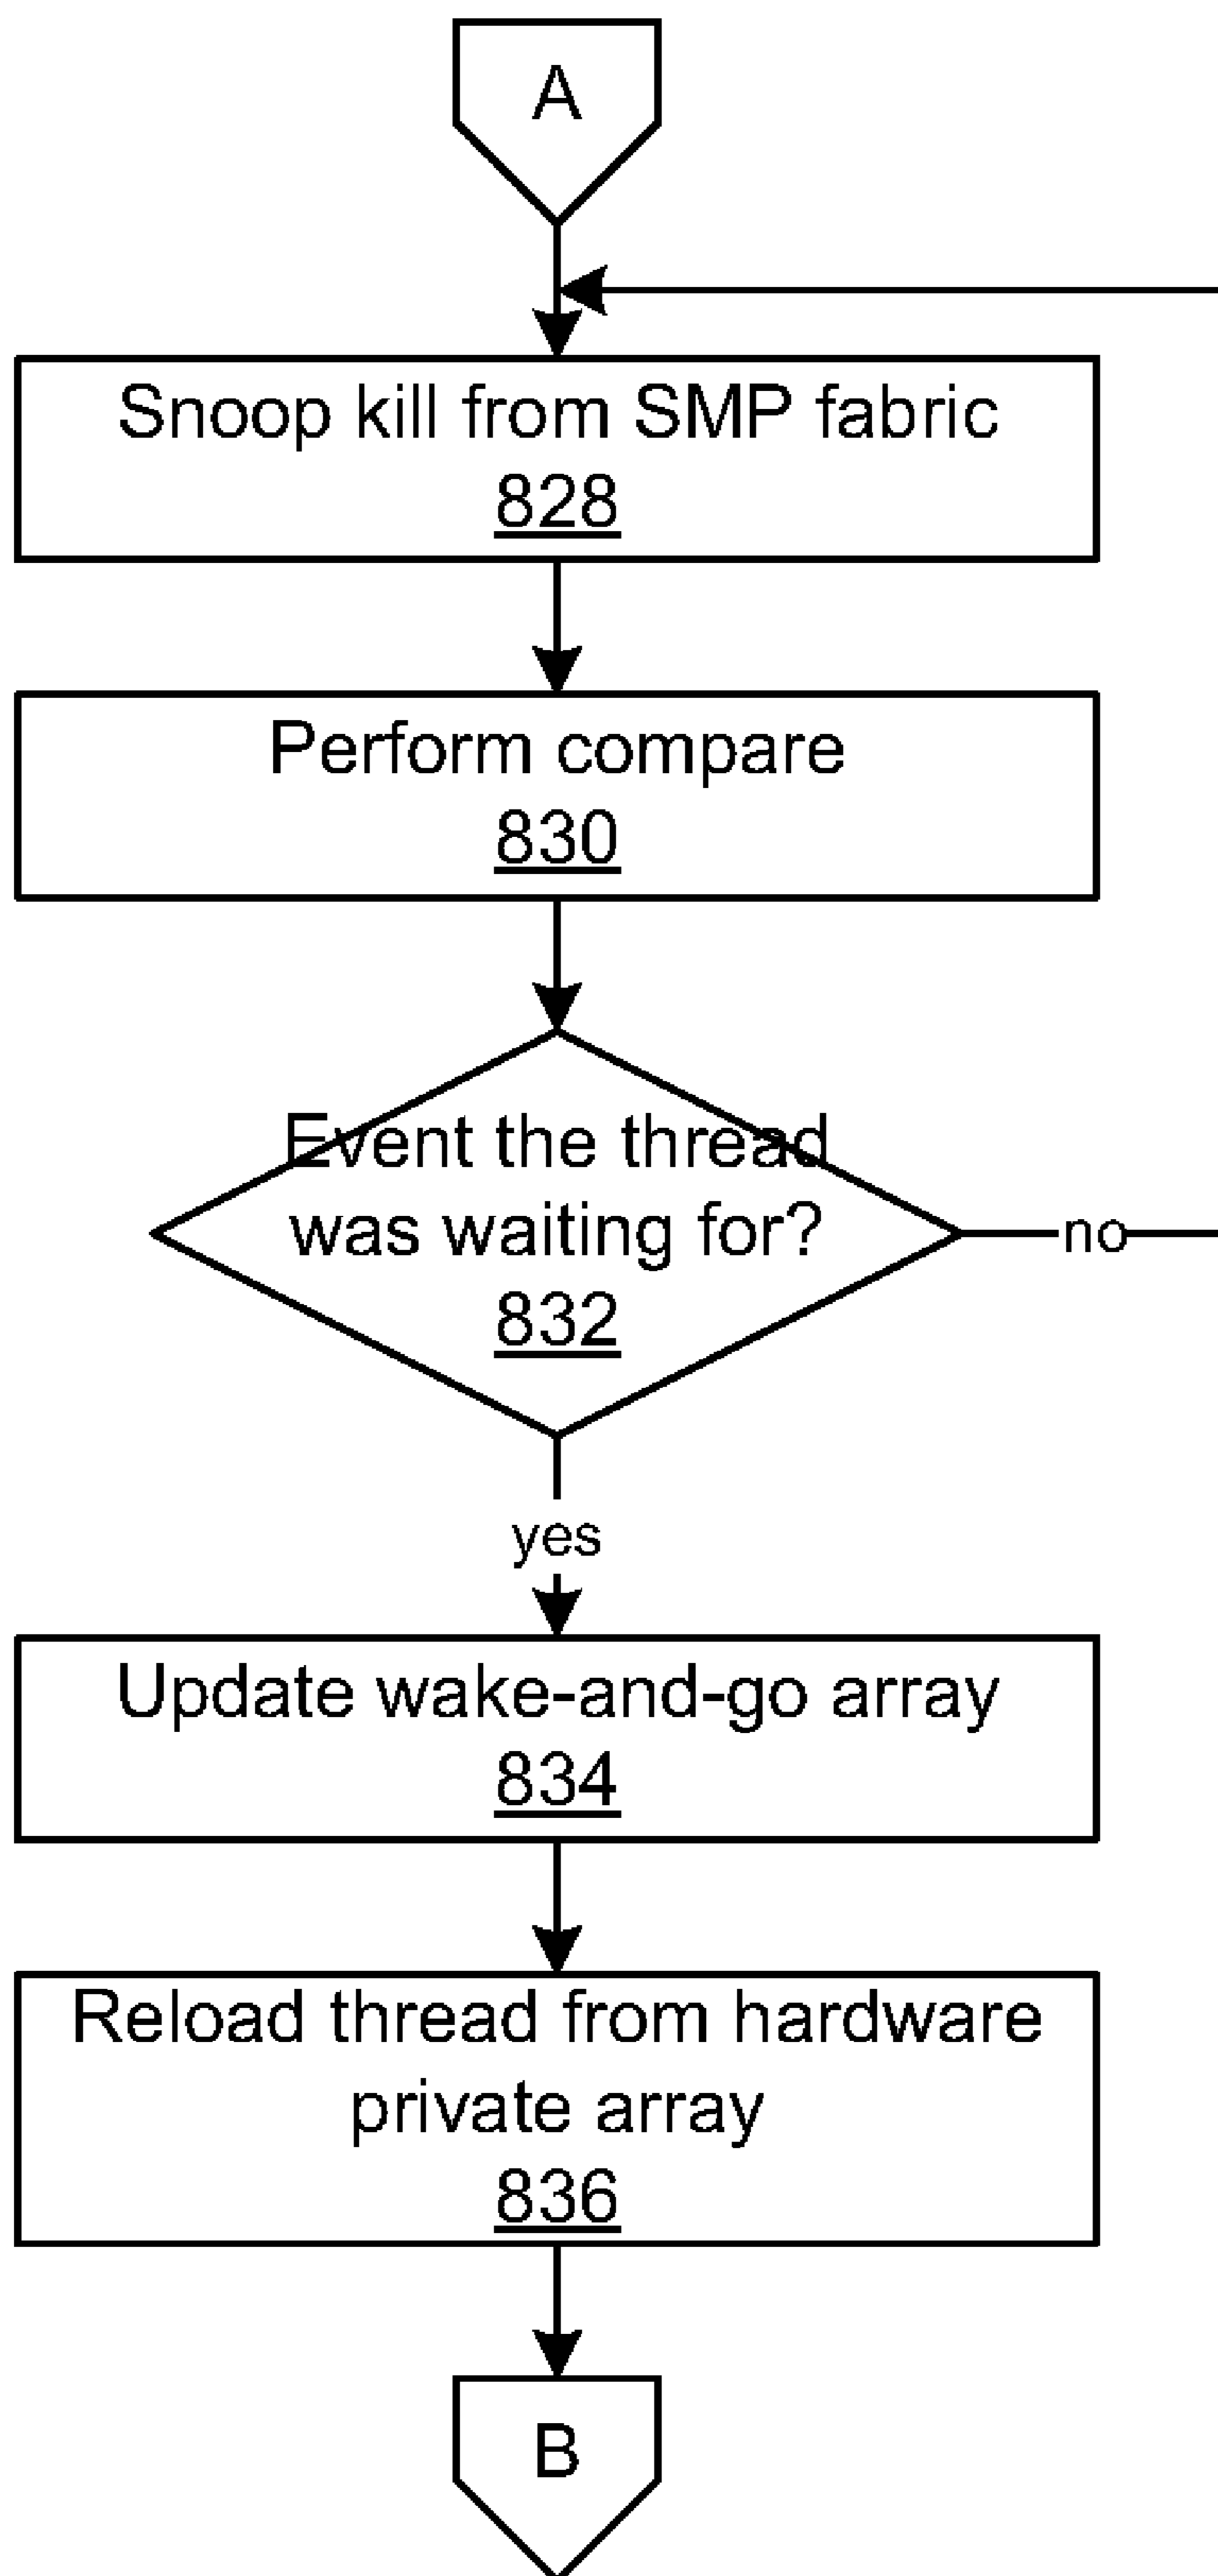 A
Snoop kill from SMP fabric
828
Perform compare
830
Event the thread
was waiting for?
832
no
yes
Update wake-and-go array
834
Reload thread from hardware
private array
836
B